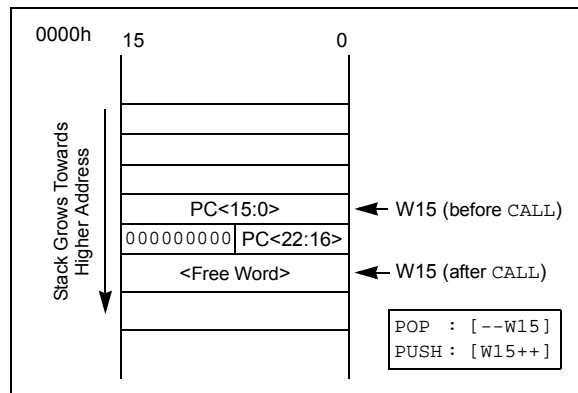 0000h
15 0
Stack Grows Towards
Higher Address
PC<15:0>
W15 (before CALL)
000000000 PC<22:16>
<Free Word>
W15 (after CALL)
POP : [--W15]
PUSH : [W15++]